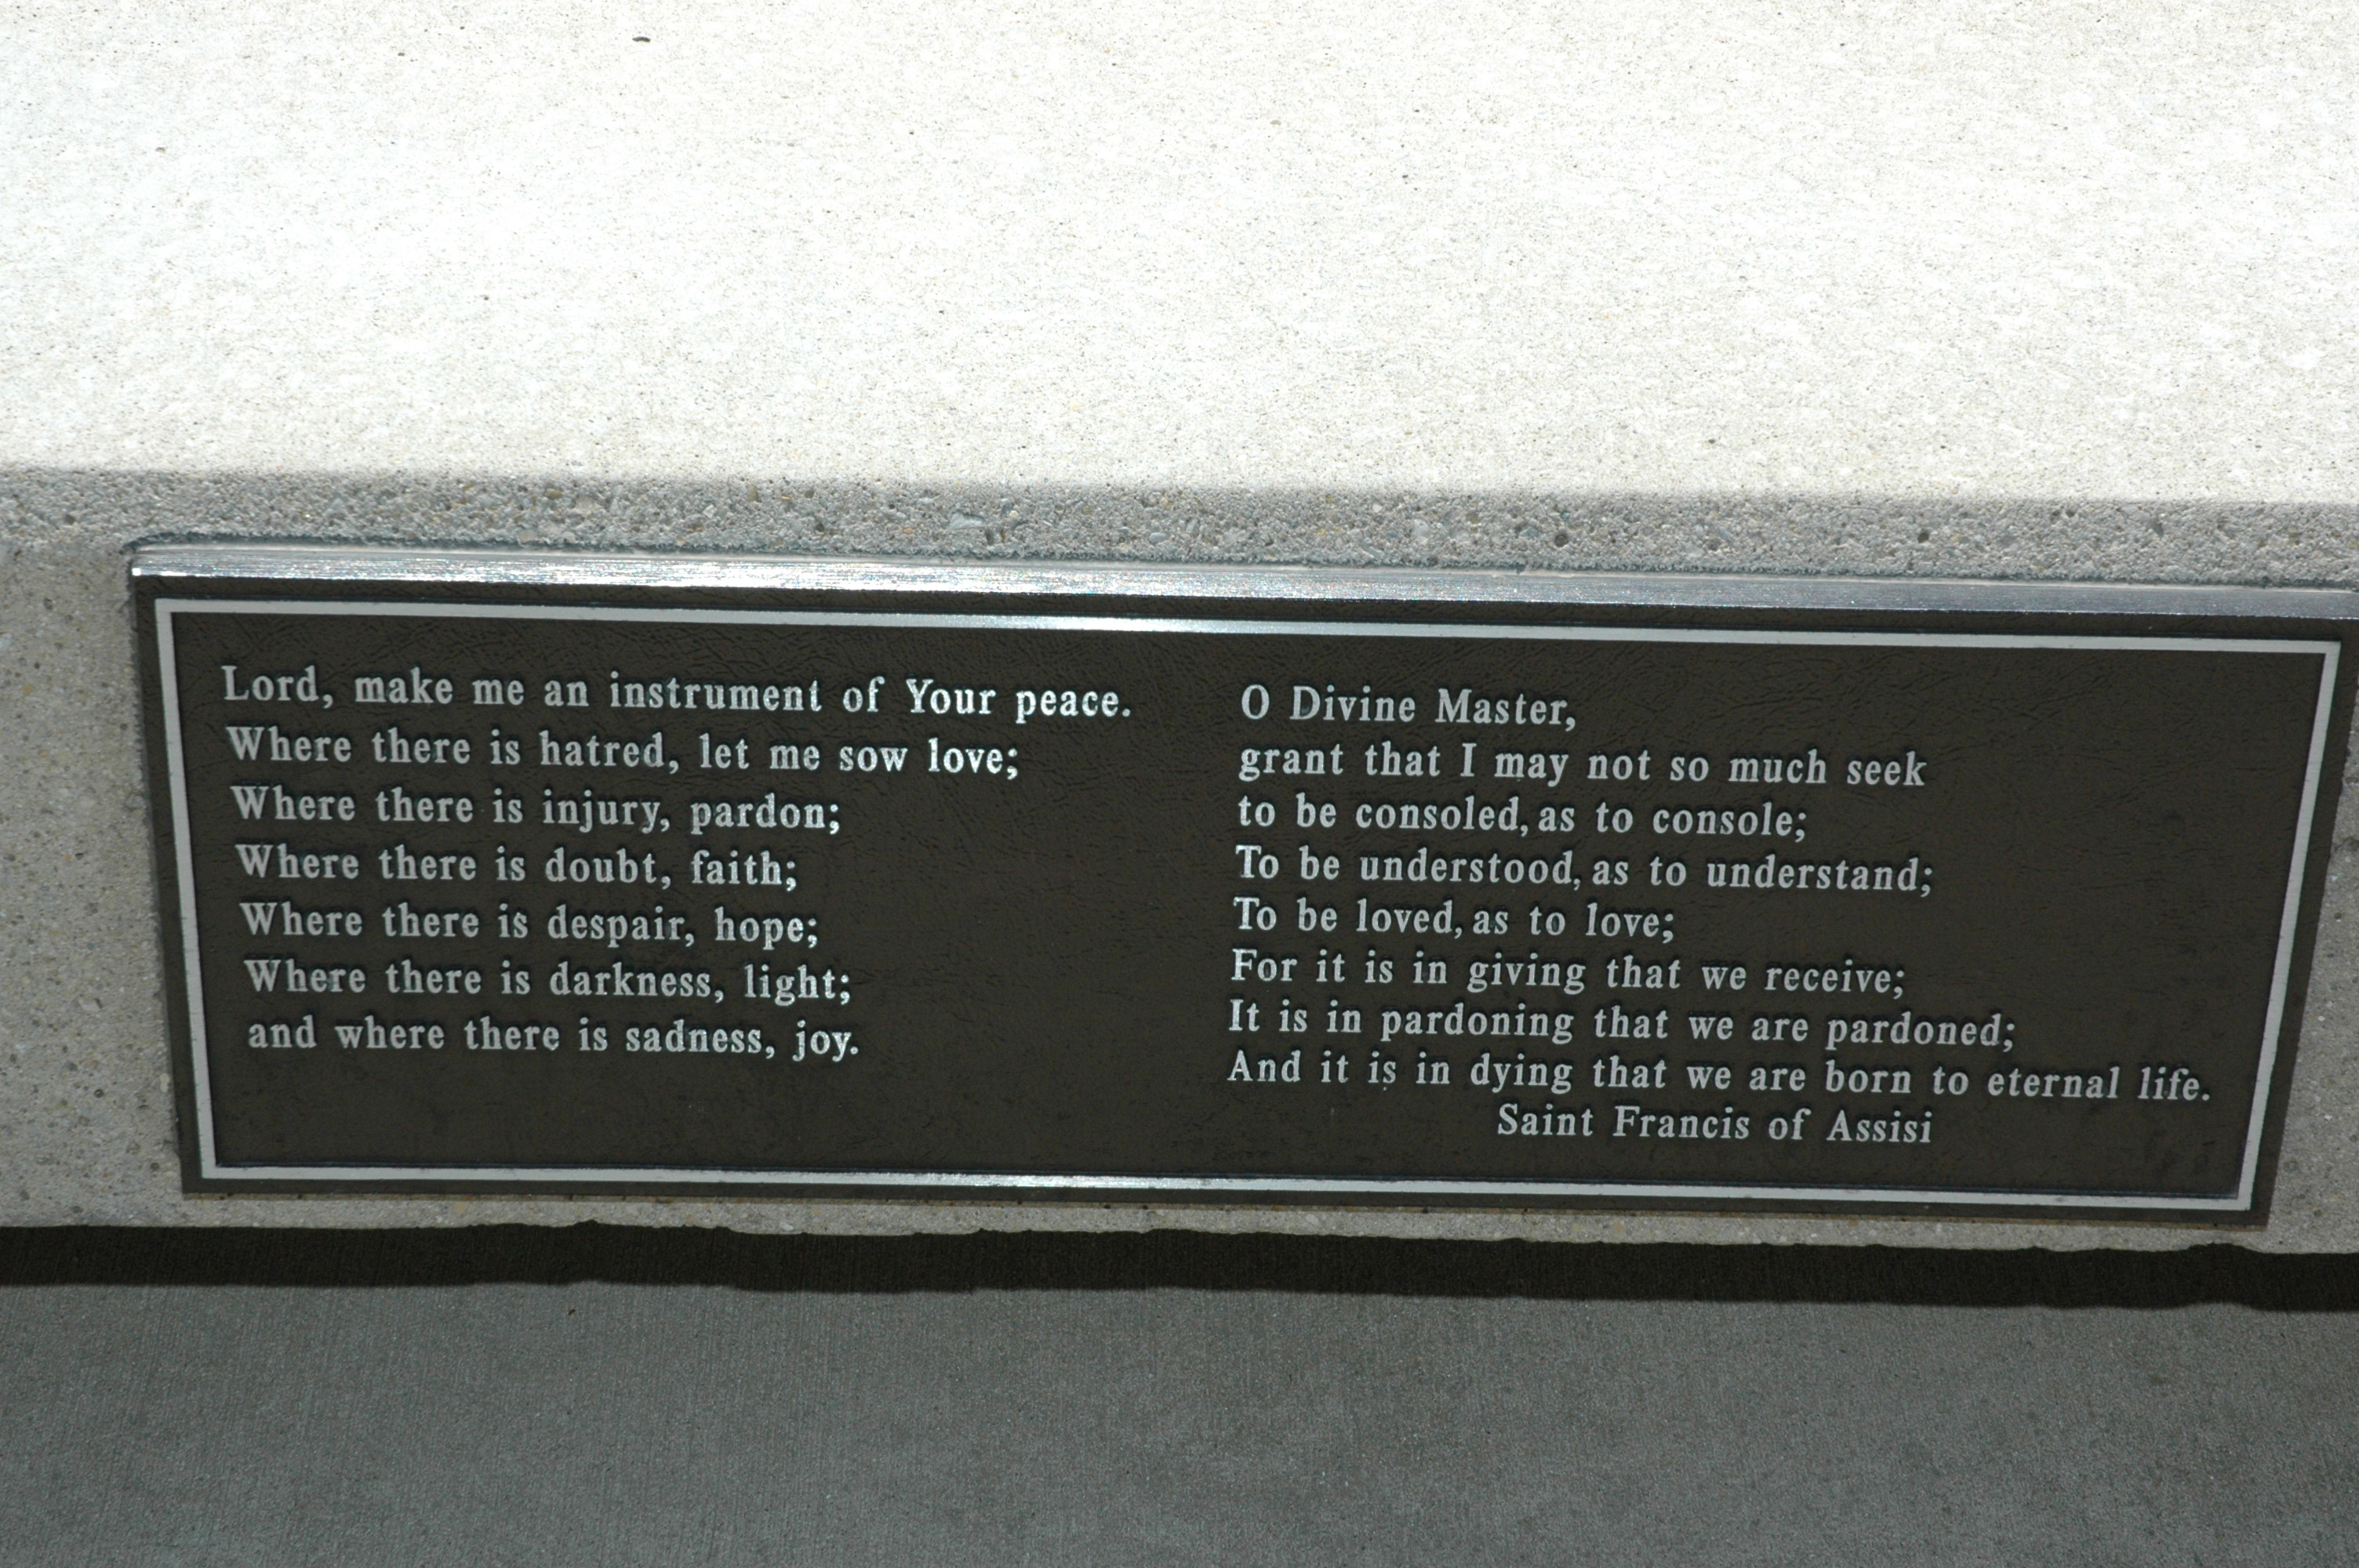 Lord, make me an instrument of Your peace.
Where there is hatred, let me sow love;
Where there is injury, pardon;
Where there is doubt, faith;
Where there is despair, hope;
Where there is darkness, light;
and where there is sadness, joy.
O Divine Master,
grant that I may not so much seek
to be consoled, as to console;
To be understood, as to understand;
To be loved, as to love;
For it is in giving that we receive;
It is in pardoning that we are pardoned;
And it is in dying that we are born to eternal life.
Saint Francis of Assisi